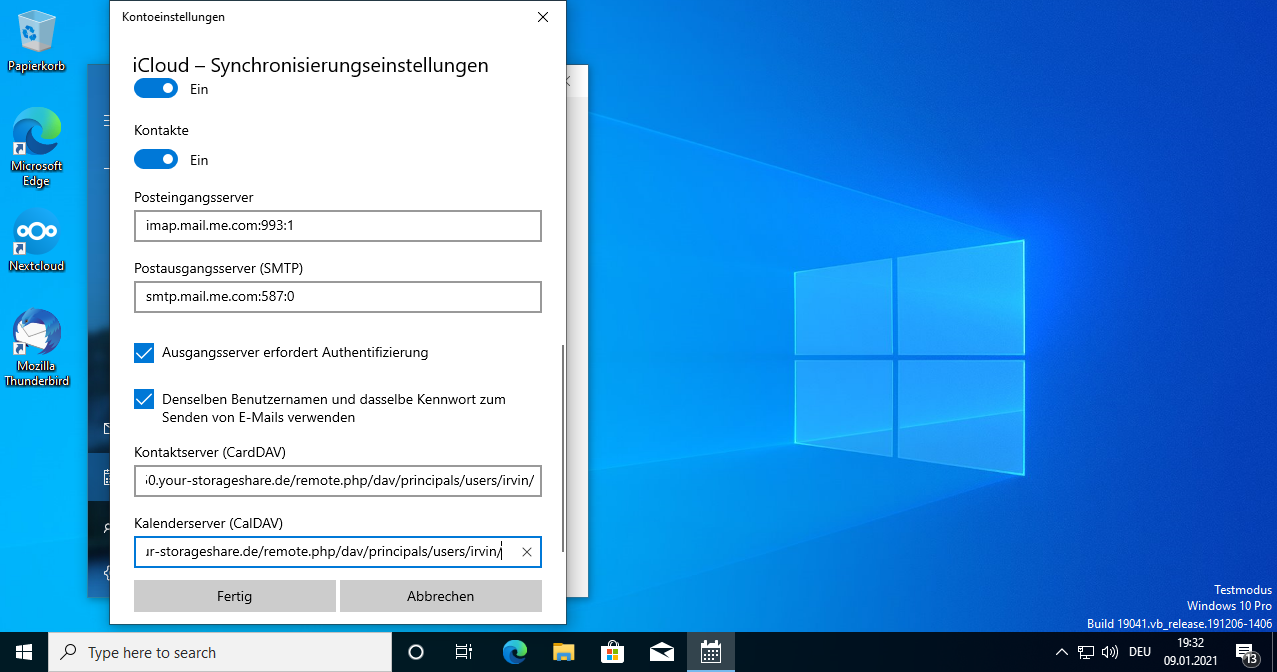 Kontoeinstellungen
Papierkorb
Microsoft
Edge
Nextcloud
Mozilla
Thunderbird
iCloud – Synchronisierungseinstellungen
Ein
Kontakte
Ein
Posteingangsserver
imap.mail.me.com:993:1
Postausgangsserver (SMTP)
smtp.mail.me.com:587:0
Ausgangsserver erfordert Authentifizierung
Denselben Benutzernamen und dasselbe Kennwort zum
Senden von E-Mails verwenden
Kontaktserver (CardDAV)
0.your-storageshare.de/remote.php/dav/principals/users/irvin/
Kalenderserver (CalDAV)
ur-storageshare.de/remote.php/dav/principals/users/irvin/
Fertig
Abbrechen
Testmodus
Windows 10 Pro
Build 19041.vb_release.191206-1406
Type here to search
DEU
19:32
09.01.2021
13